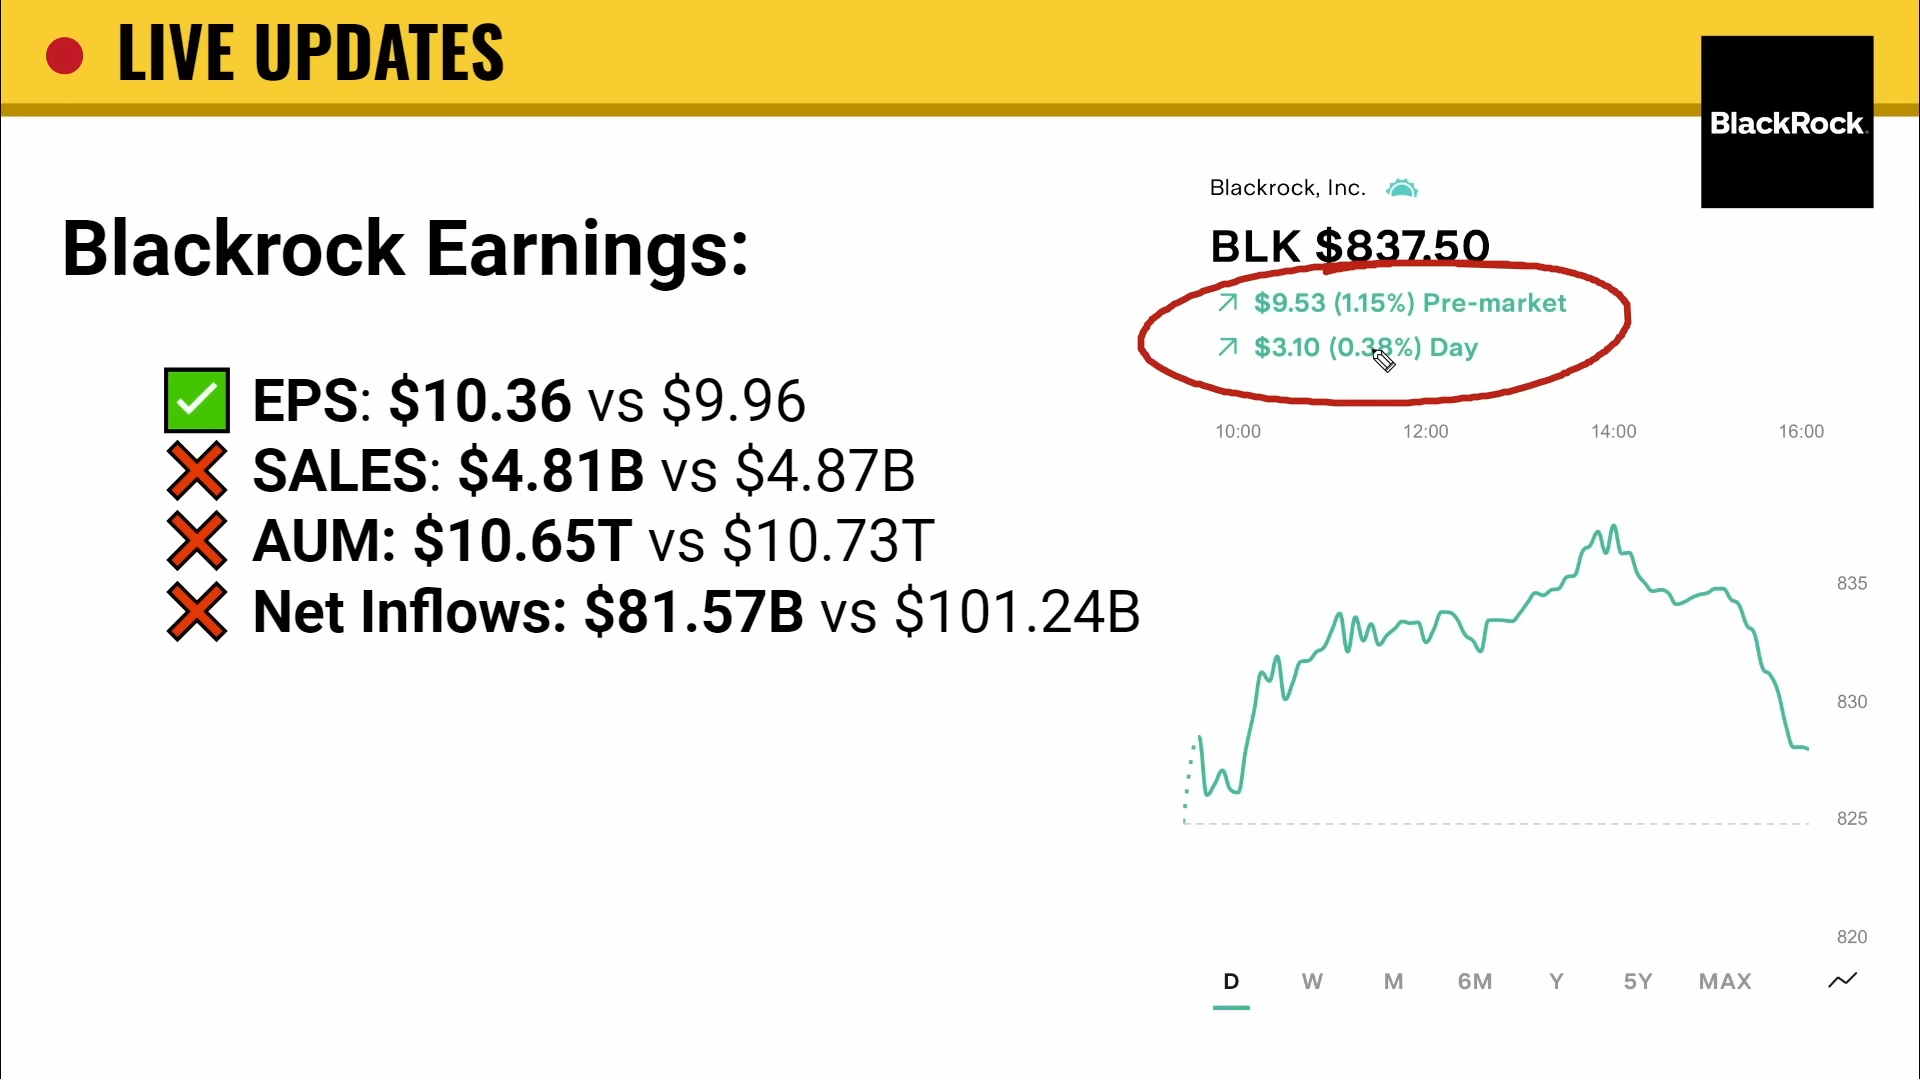 LIVE UPDATES
BlackRock.
Blackrock Earnings:
✅ EPS: $10.36 vs $9.96
❌ SALES: $4.81B vs $4.87B
❌ AUM: $10.65T vs $10.73T
❌ Net Inflows: $81.57B vs $101.24B
Blackrock, Inc.
BLK $837.50
↗ $9.53 (1.15%) Pre-market
↗ $3.10 (0.38%) Day
10:00 12:00 14:00 16:00
835
830
825
820
D W M 6M Y 5Y MAX